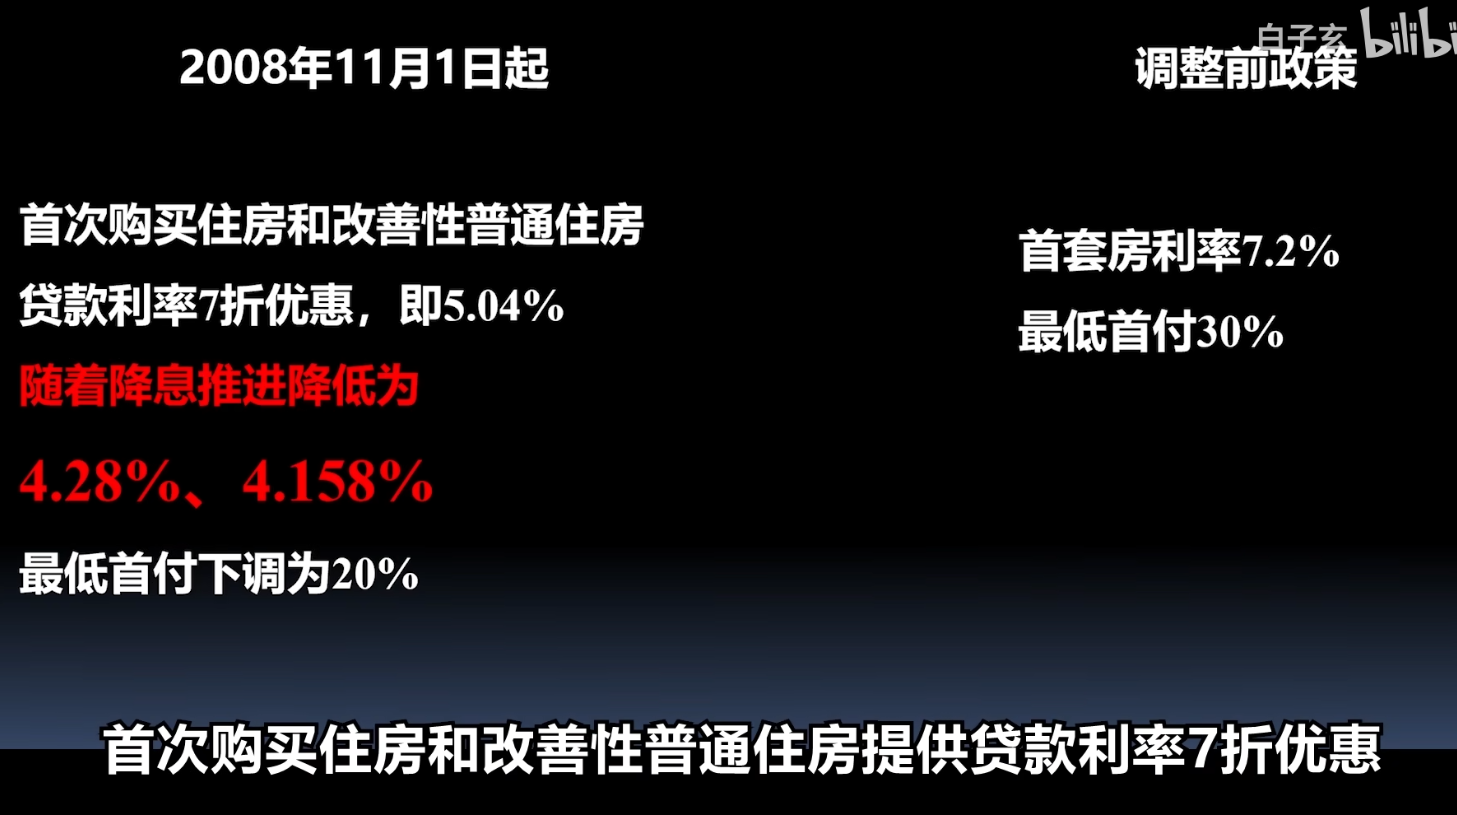 白子玄 bilibi
2008年11月1日起
调整前政策
首次购买住房和改善性普通住房
贷款利率7折优惠，即5.04%
随着降息推进降低为
4.28%、4.158%
最低首付下调为20%
首套房利率7.2%
最低首付30%
首次购买住房和改善性普通住房提供贷款利率7折优惠